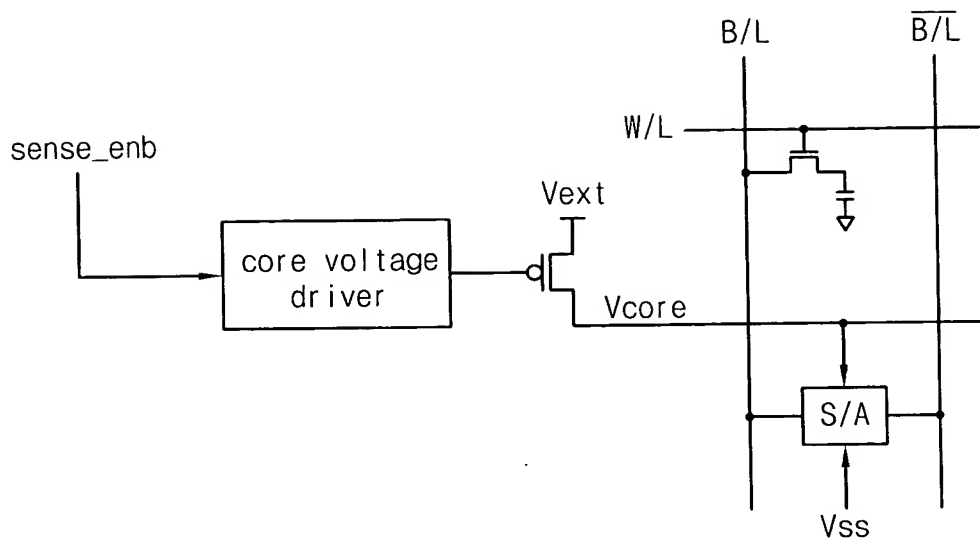 B/L
B/L
W/L
sense_enb
Vext
core voltage
driver
Vcore
S/A
Vss